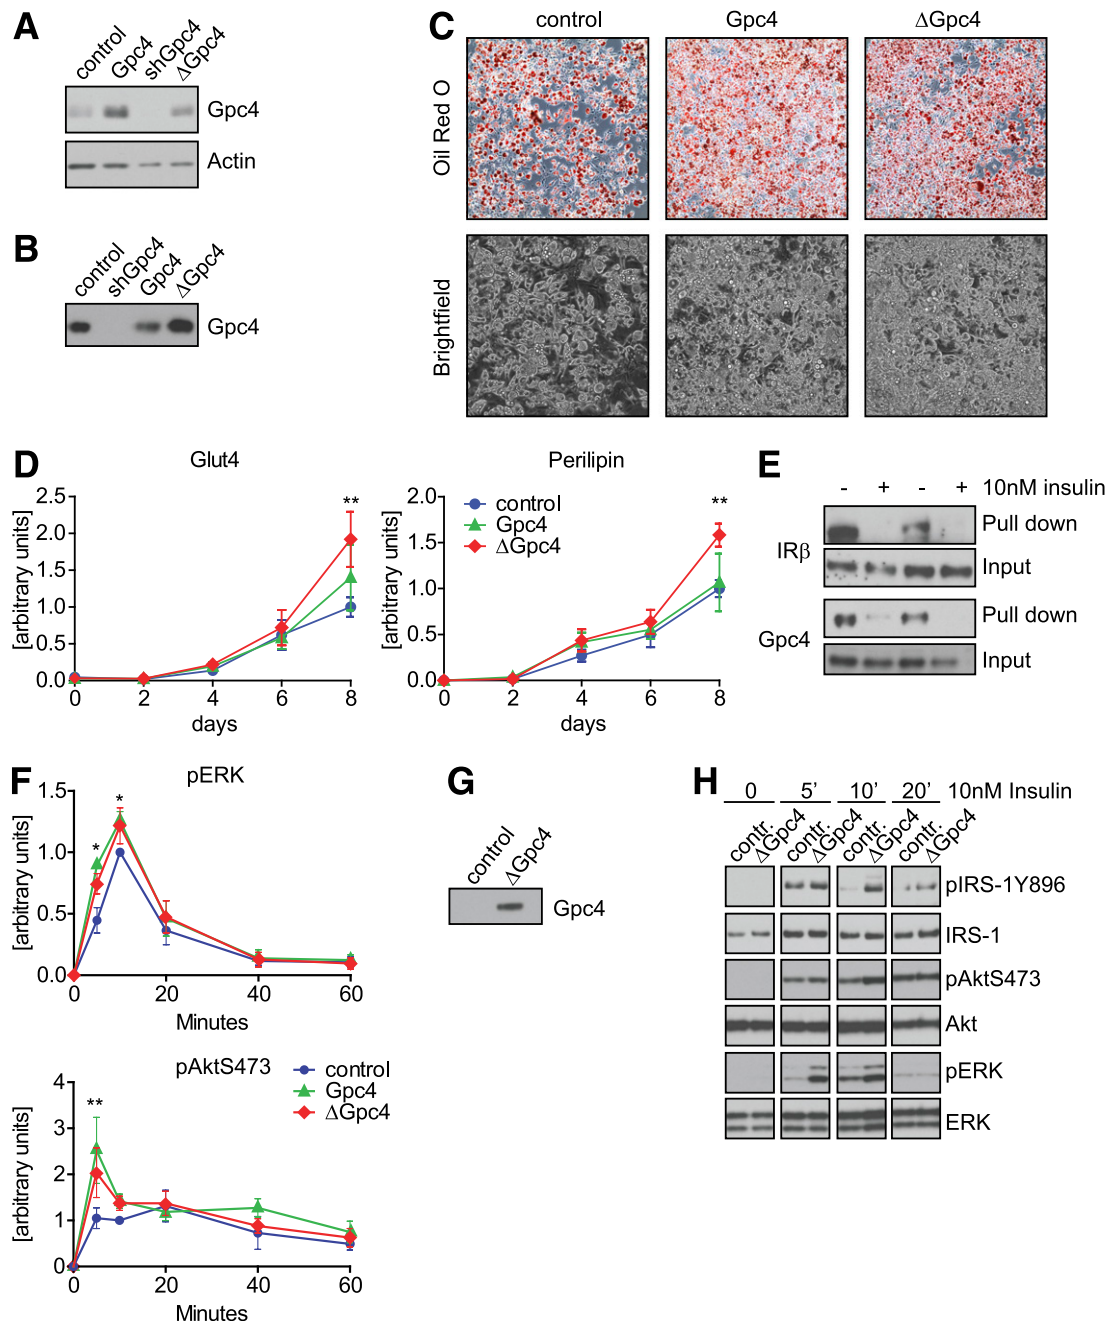 A
control
Gpc4
shGpc4
ΔGpc4
Gpc4
Actin
B
control
shGpc4
Gpc4
ΔGpc4
Gpc4
C
control Gpc4 ΔGpc4
Oil Red O
Brightfield
D
Glut4
[arbitrary units]
2.5
2.0
1.5
1.0
0.5
0.0
**
0 2 4 6 8
days
Perilipin
[arbitrary units]
2.0
1.5
1.0
0.5
0.0
control
Gpc4
ΔGpc4
**
0 2 4 6 8
days
E
- + - + 10nM insulin
IRβ
Pull down
Input
Gpc4
Pull down
Input
F
pERK
[arbitrary units]
1.5
1.0
0.5
0.0
*
*
0 20 40 60
Minutes
pAktS473
[arbitrary units]
4
3
2
1
0
**
control
Gpc4
ΔGpc4
0 20 40 60
Minutes
G
control
ΔGpc4
Gpc4
H
0 5' 10' 20' 10nM Insulin
contr.
ΔGpc4
contr.
ΔGpc4
contr.
ΔGpc4
contr.
ΔGpc4
pIRS-1Y896
IRS-1
pAktS473
Akt
pERK
ERK